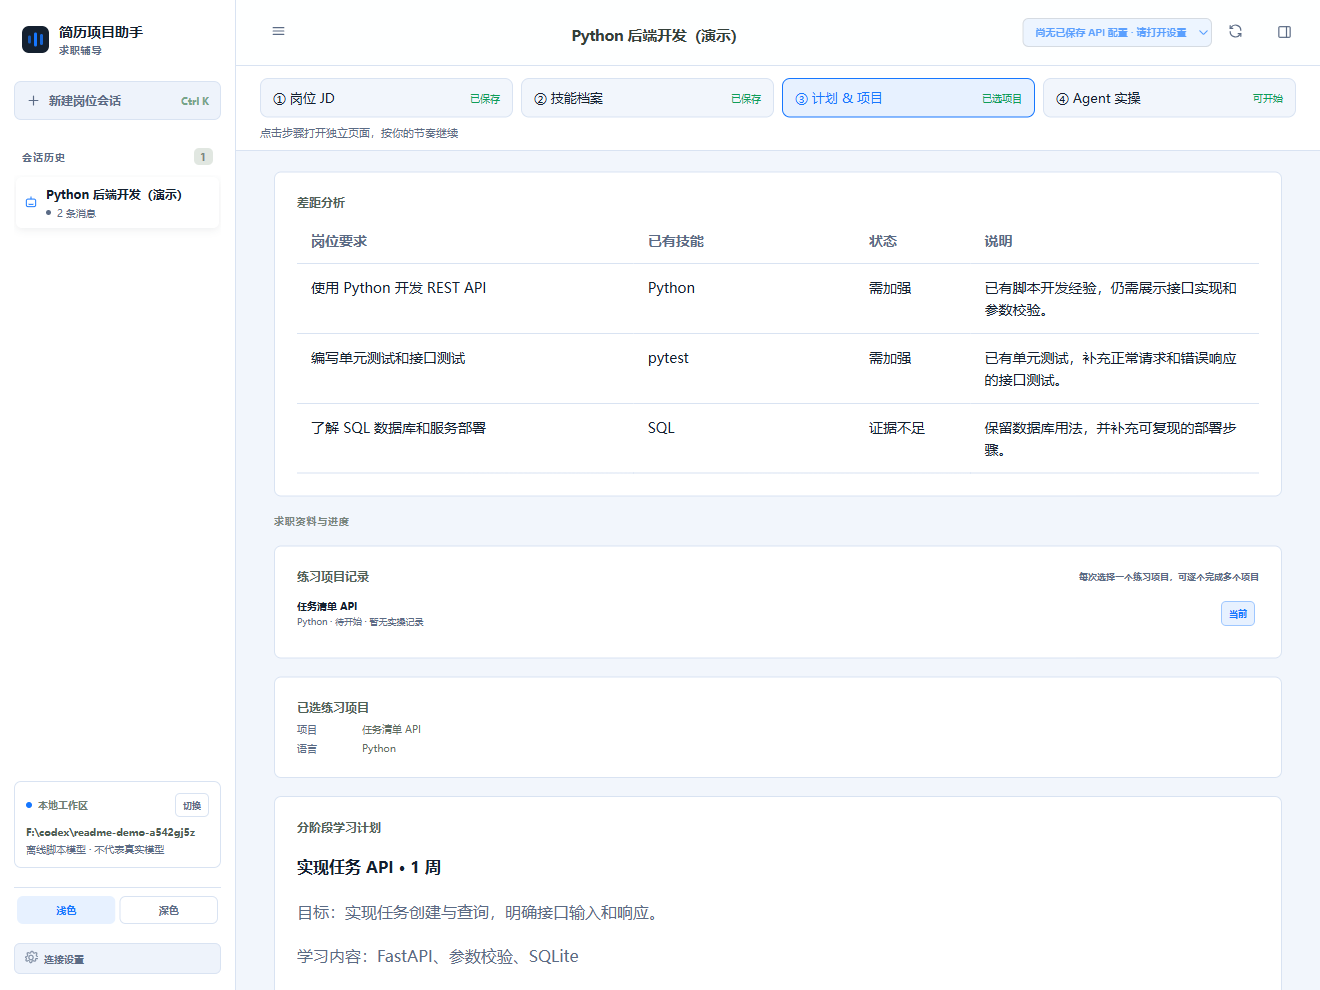 简历项目助手
求职辅导
新建岗位会话 Ctrl K
会话历史 1
Python 后端开发（演示）
2 条消息
本地工作区 切换
F:\codex\readme-demo-a542gj5z
离线脚本模型 · 不代表真实模型
浅色 深色
连接设置
Python 后端开发（演示）
尚无已保存 API 配置 · 请打开设置
① 岗位 JD 已保存
② 技能档案 已保存
③ 计划 & 项目 已选项目
④ Agent 实操 可开始
点击步骤打开独立页面，按你的节奏继续
差距分析
岗位要求 已有技能 状态 说明
使用 Python 开发 REST API Python 需加强 已有脚本开发经验，仍需展示接口实现和
参数校验。
编写单元测试和接口测试 pytest 需加强 已有单元测试，补充正常请求和错误响应
的接口测试。
了解 SQL 数据库和服务部署 SQL 证据不足 保留数据库用法，并补充可复现的部署步
骤。
求职资料与进度
练习项目记录 每次选择一个练习项目，可逐个完成多个项目
任务清单 API
Python · 待开始 · 暂无实操记录
当前
已选练习项目
项目 任务清单 API
语言 Python
分阶段学习计划
实现任务 API • 1 周
目标：实现任务创建与查询，明确接口输入和响应。
学习内容：FastAPI、参数校验、SQLite